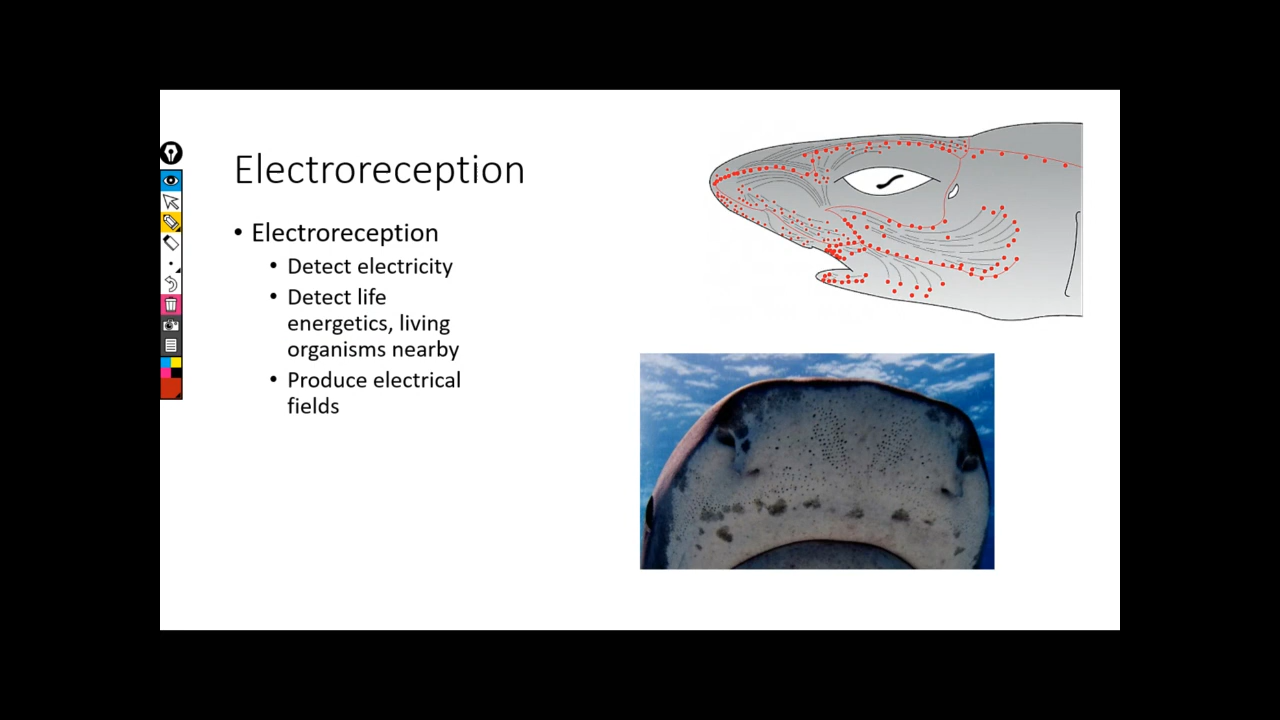 Electroreception
• Electroreception
• Detect electricity
• Detect life
energetics, living
organisms nearby
• Produce electrical
fields